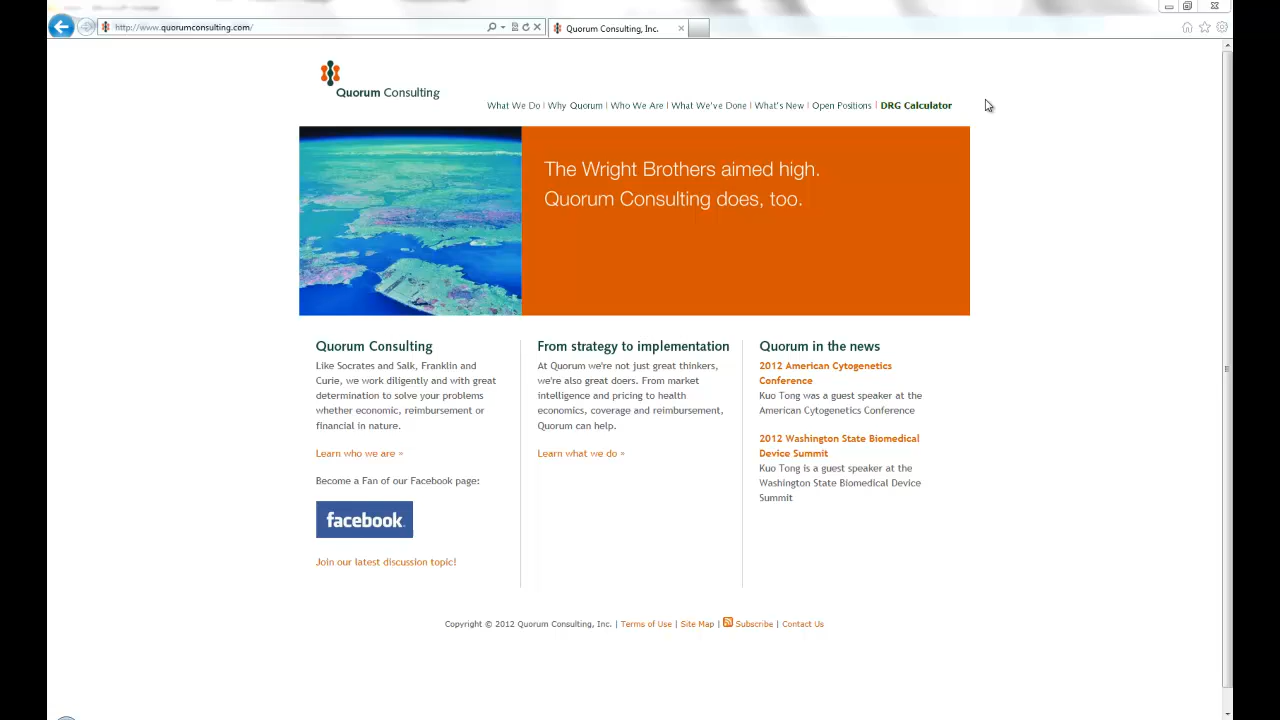 http://www.quorumconsulting.com/
Quorum Consulting, Inc.
Quorum Consulting
What We Do | Why Quorum | Who We Are | What We've Done | What's New | Open Positions | DRG Calculator
The Wright Brothers aimed high.
Quorum Consulting does, too.
Quorum Consulting
Like Socrates and Salk, Franklin and
Curie, we work diligently and with great
determination to solve your problems
whether economic, reimbursement or
financial in nature.
Learn who we are »
Become a Fan of our Facebook page:
facebook
Join our latest discussion topic!
From strategy to implementation
At Quorum we're not just great thinkers,
we're also great doers. From market
intelligence and pricing to health
economics, coverage and reimbursement,
Quorum can help.
Learn what we do »
Quorum in the news
2012 American Cytogenetics
Conference
Kuo Tong was a guest speaker at the
American Cytogenetics Conference
2012 Washington State Biomedical
Device Summit
Kuo Tong is a guest speaker at the
Washington State Biomedical Device
Summit
Copyright © 2012 Quorum Consulting, Inc. | Terms of Use | Site Map | Subscribe | Contact Us